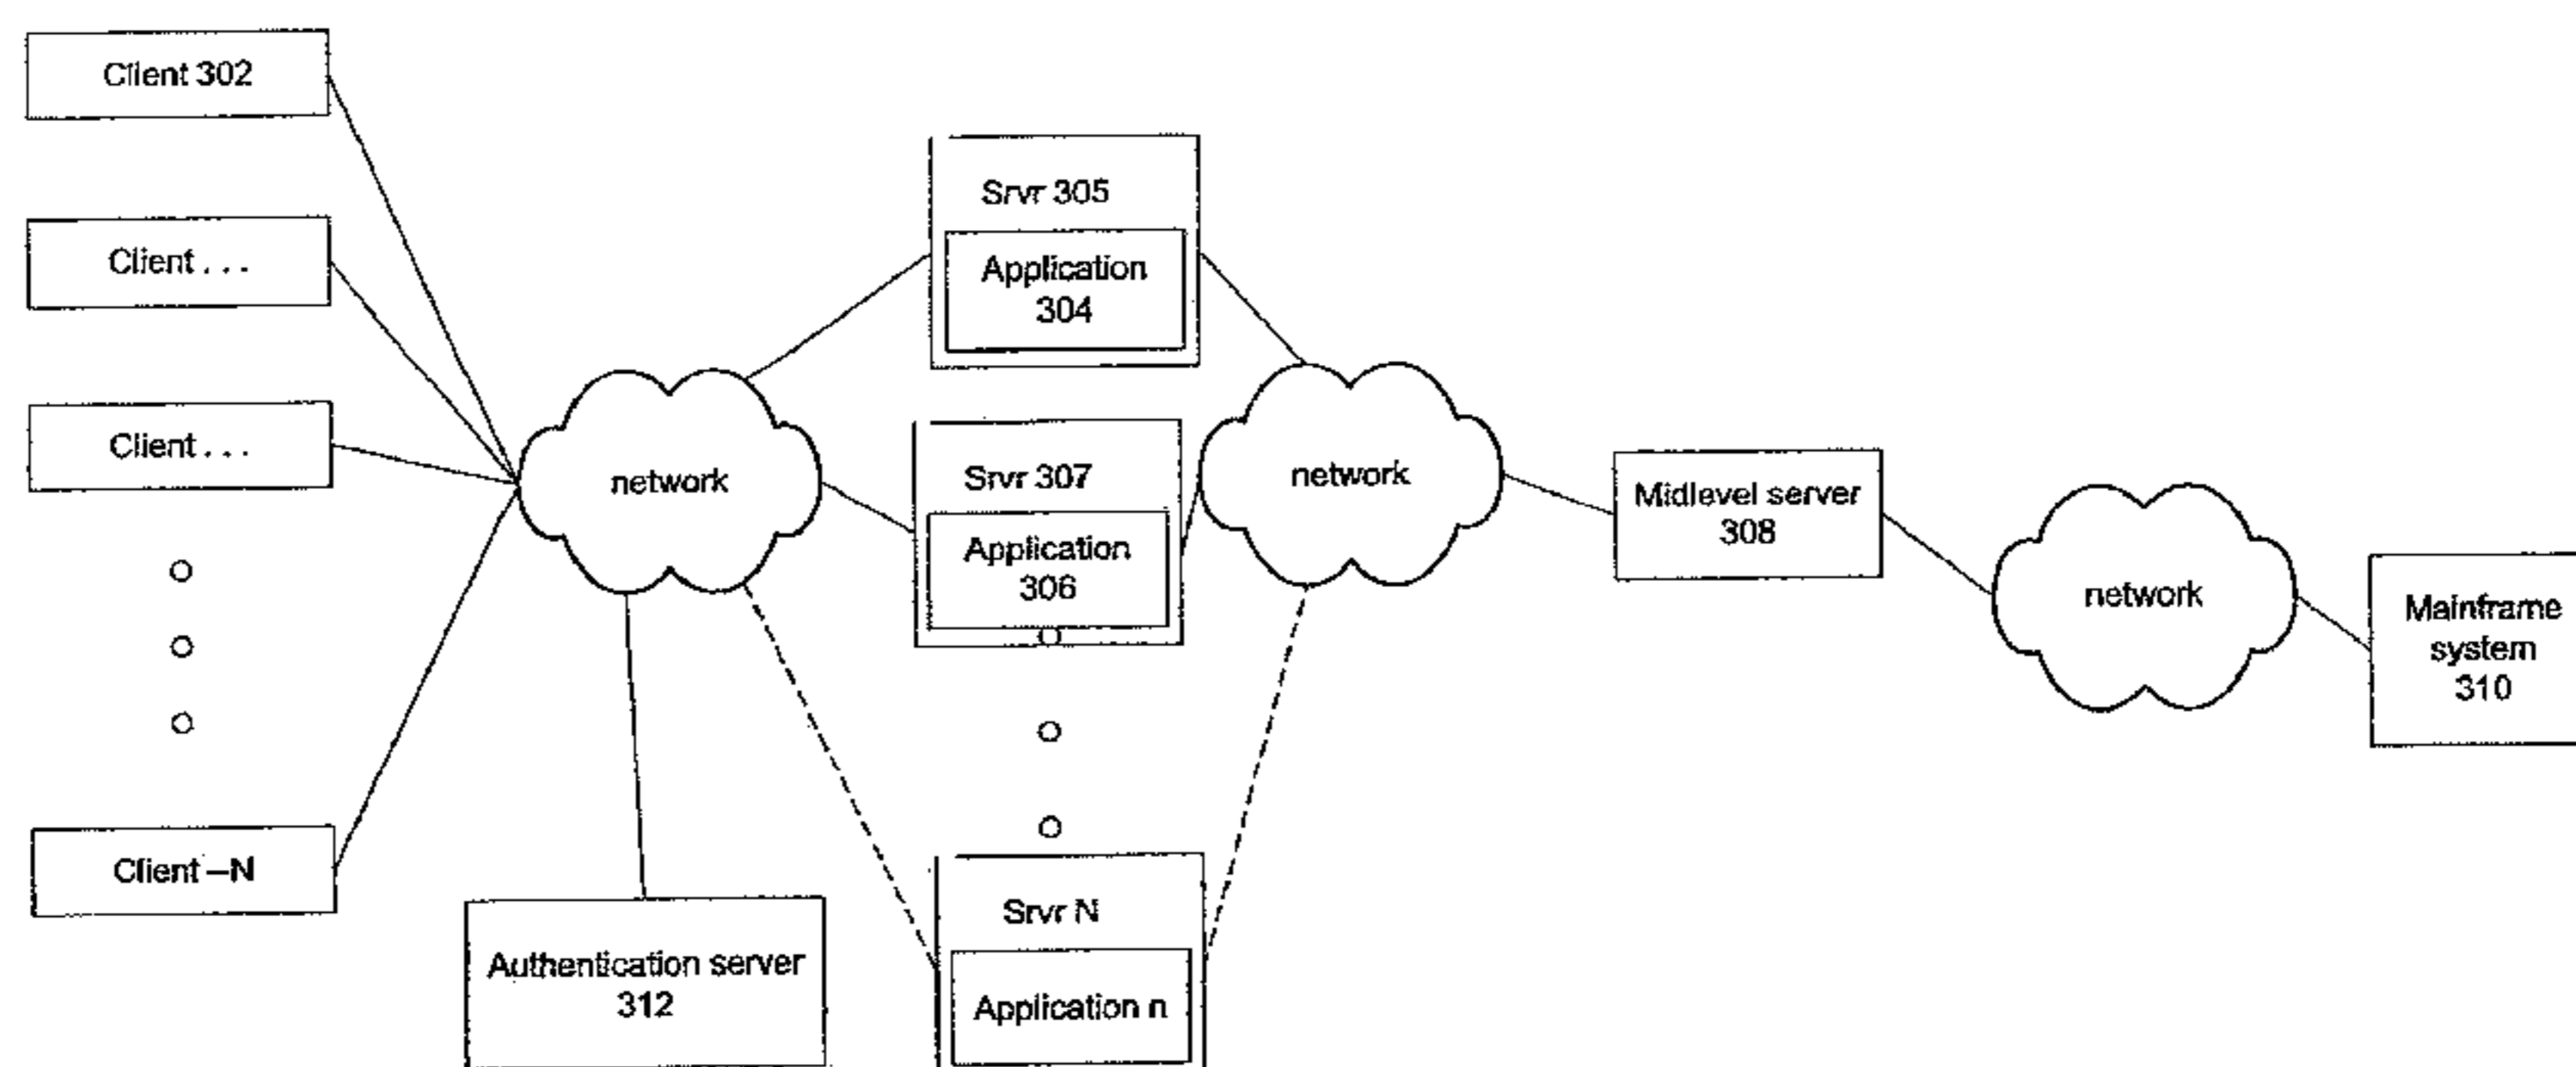 Client 302
Client . . .
Client . . .
Client –N
network
Authentication server
312
Srvr 305
Application
304
Srvr 307
Application
306
Srvr N
Application n
network
Midlevel server
308
network
Mainframe
system
310